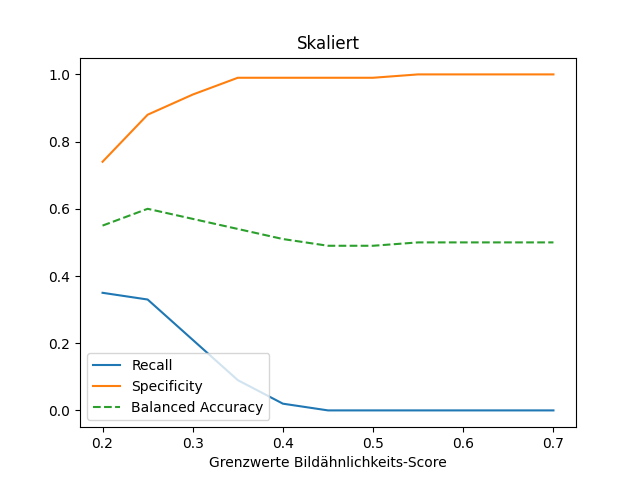 Skaliert
1.0
0.8
0.6
0.4
0.2
0.0
Recall
Specificity
Balanced Accuracy
0.2 0.3 0.4 0.5 0.6 0.7
Grenzwerte Bildähnlichkeits-Score